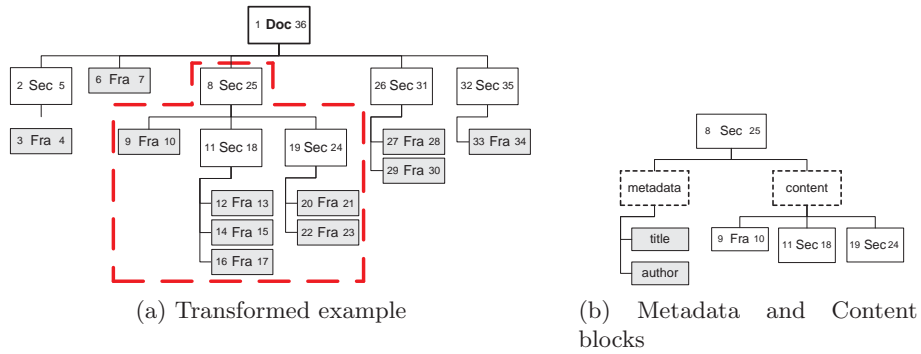 1 Doc 36
2 Sec 5
6 Fra 7
8 Sec 25
26 Sec 31
32 Sec 35
3 Fra 4
9 Fra 10
11 Sec 18
19 Sec 24
27 Fra 28
33 Fra 34
29 Fra 30
12 Fra 13
20 Fra 21
14 Fra 15
22 Fra 23
16 Fra 17
(a) Transformed example
8 Sec 25
metadata
content
title
9 Fra 10
11 Sec 18
19 Sec 24
author
(b) Metadata and Content
blocks